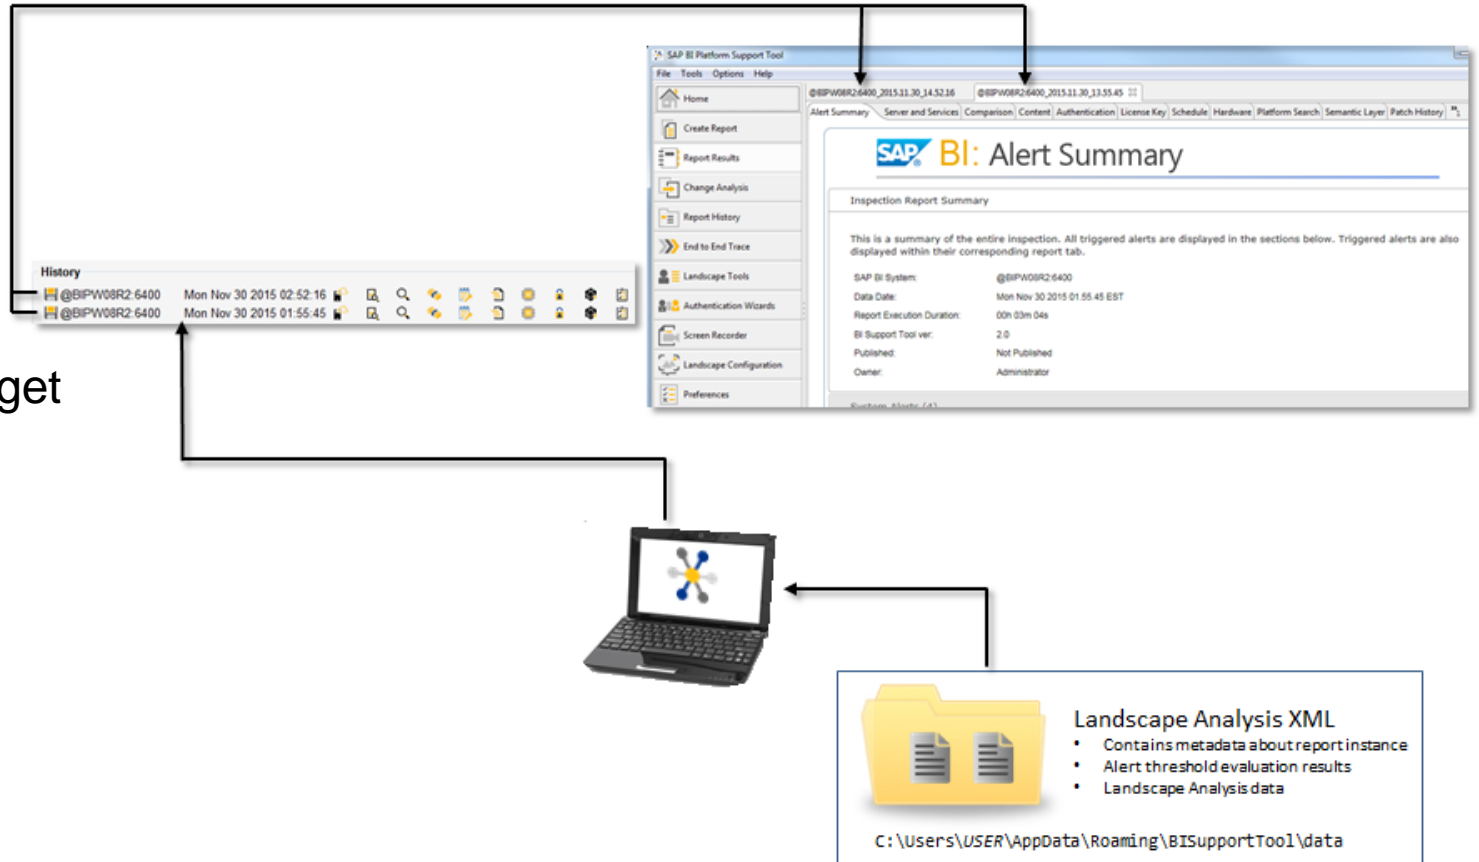 SAP BI Platform Support Tool
File Tools Options Help
Home
Create Report
Report Results
Change Analysis
Report History
End to End Trace
Landscape Tools
Authentication Wizards
Screen Recorder
Landscape Configuration
Preferences
@BIPW08R2:6400_2015.11.30_14.52.16 @BIPW08R2:6400_2015.11.30_13.55.45
Alert Summary Server and Services Comparison Content Authentication License Key Schedule Hardware Platform Search Semantic Layer Patch History
SAP BI: Alert Summary
Inspection Report Summary
This is a summary of the entire inspection. All triggered alerts are displayed in the sections below. Triggered alerts are also
displayed within their corresponding report tab.
SAP BI System: @BIPW08R2:6400
Data Date: Mon Nov 30 2015 01:55:45 EST
Report Execution Duration: 00h 03m 04s
BI Support Tool ver: 2.0
Published: Not Published
Owner: Administrator
System Alerts (4)
History
@BIPW08R2:6400 Mon Nov 30 2015 02:52:16
@BIPW08R2:6400 Mon Nov 30 2015 01:55:45
get
Landscape Analysis XML
• Contains metadata about report instance
• Alert threshold evaluation results
• Landscape Analysis data
C:\Users\USER\AppData\Roaming\BISupportTool\data